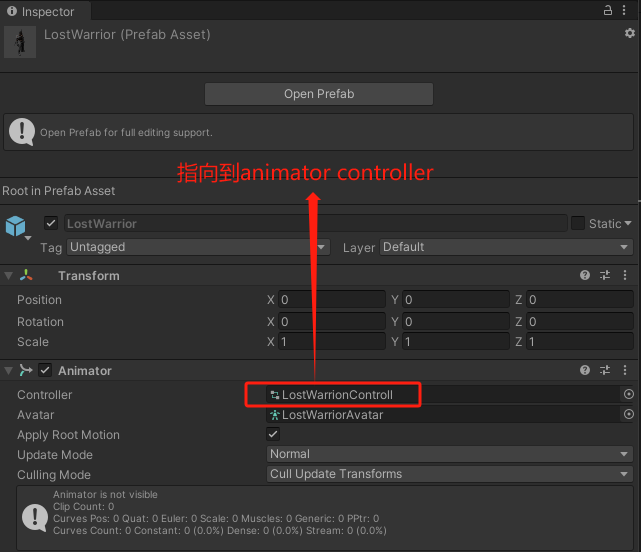 Inspector
LostWarrior (Prefab Asset)
Open Prefab
Open Prefab for full editing support.
指向到animator controller
Root in Prefab Asset
LostWarrior
Static
Tag Untagged Layer Default
Transform
Position X 0 Y 0 Z 0
Rotation X 0 Y 0 Z 0
Scale X 1 Y 1 Z 1
Animator
Controller LostWarrionControll
Avatar LostWarriorAvatar
Apply Root Motion
Update Mode Normal
Culling Mode Cull Update Transforms
Animator is not visible
Clip Count: 0
Curves Pos: 0 Quat: 0 Euler: 0 Scale: 0 Muscles: 0 Generic: 0 PPtr: 0
Curves Count: 0 Constant: 0 (0.0%) Dense: 0 (0.0%) Stream: 0 (0.0%)